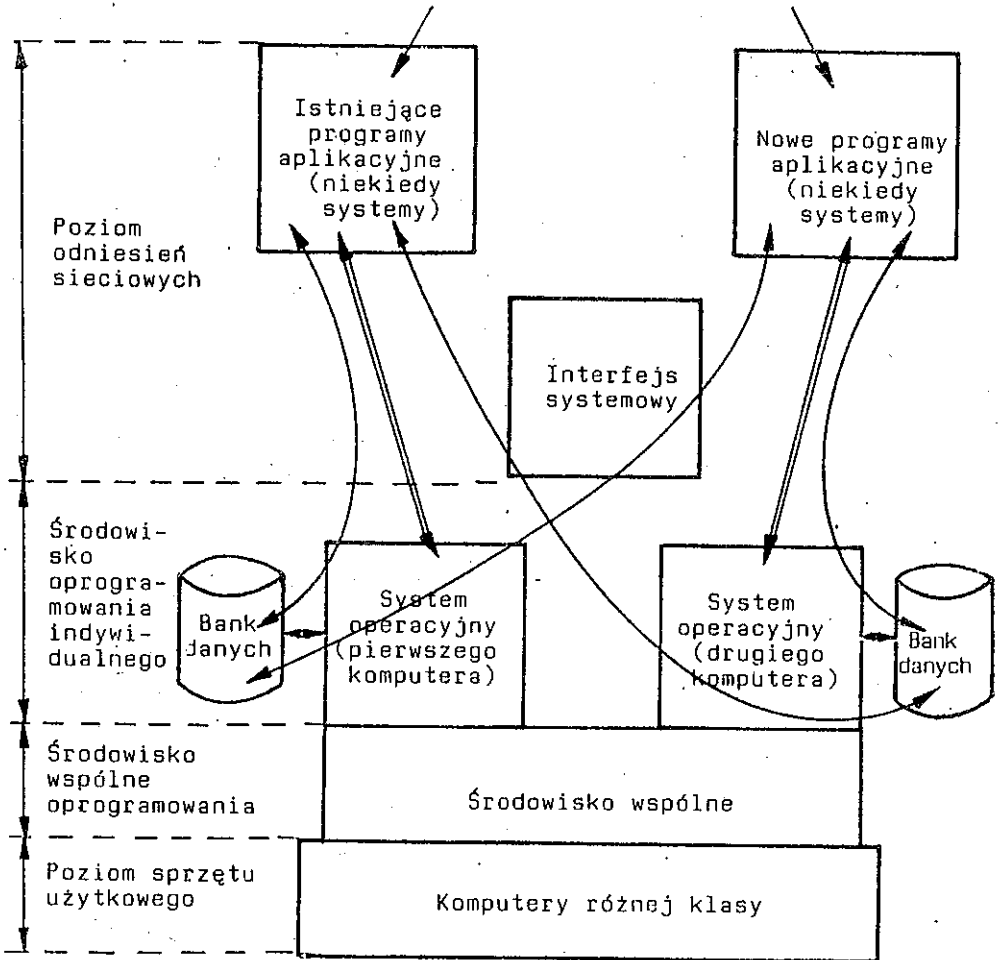 Istniejące
programy
aplikacyjne
(niekiedy
systemy)
Nowe programy
aplikacyjne
(niekiedy
systemy)
Poziom
odniesień
sieciowych
Interfejs
systemowy
Środowi-
sko
oprogra-
mowania
indywi-
dualnego
Bank
danych
System
operacyjny
(pierwszego
komputera)
System
operacyjny
(drugiego
komputera)
Bank
danych
Środowisko
wspólne
oprogramowania
Środowisko wspólne
Poziom sprzętu
użytkowego
Komputery różnej klasy